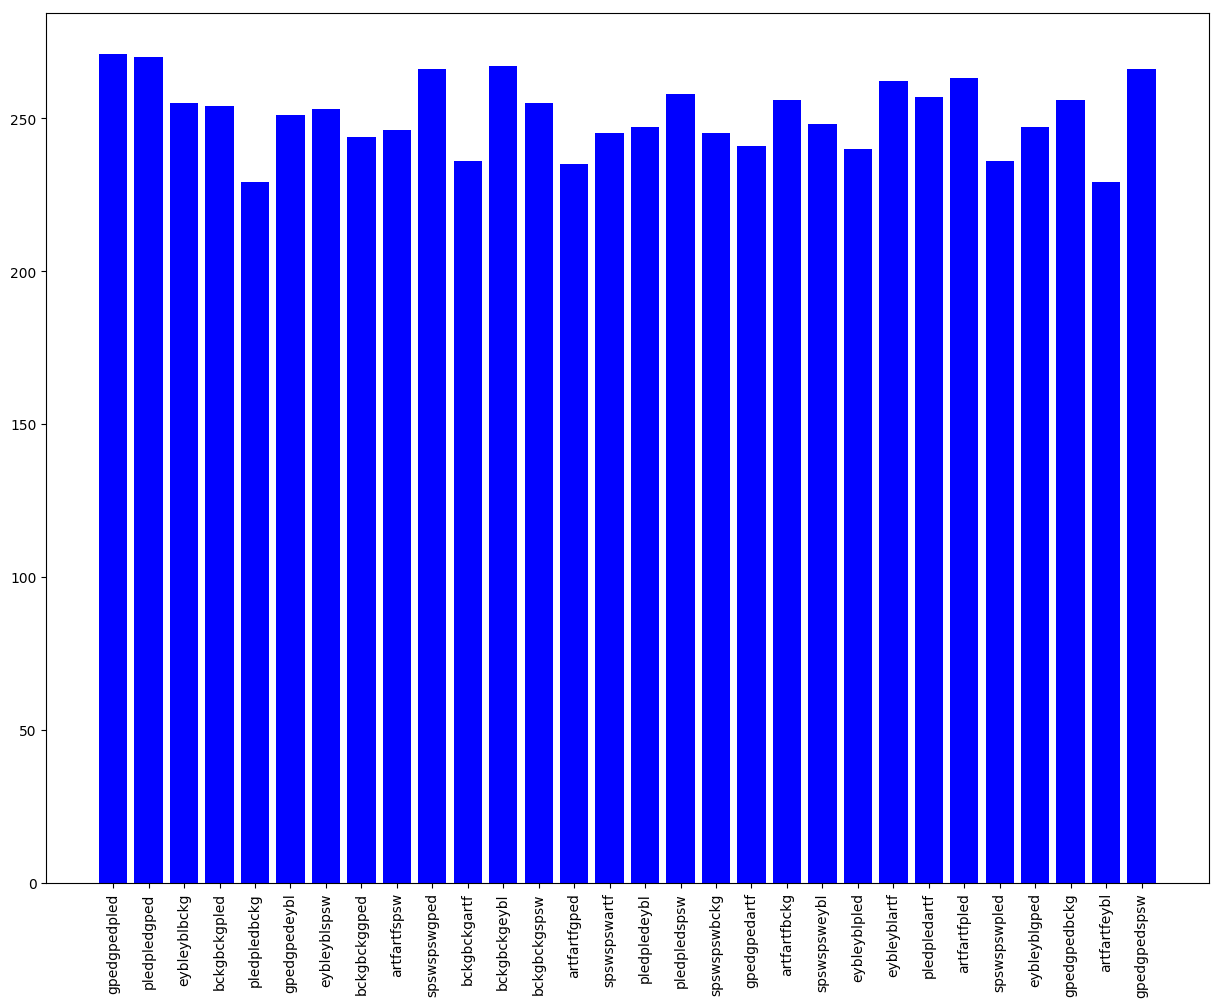 250
200
150
100
50
0
gpedgpedpled
pledpledgped
eybleyblbckg
bckgbckgpled
pledpledbckg
gpedgpedeybl
eybleyblspsw
bckgbckggped
artfartfspsw
spswspswgped
bckgbckgartf
bckgbckgeybl
bckgbckgspsw
artfartfgped
spswspswartf
pledpledeybl
pledpledspsw
spswspswbckg
gpedgpedartf
artfartfbckg
spswspsweybl
eybleyblpled
eybleyblartf
pledpledartf
artfartfpled
spswspswpled
eybleyblgped
gpedgpedbckg
artfartfeybl
gpedgpedspsw